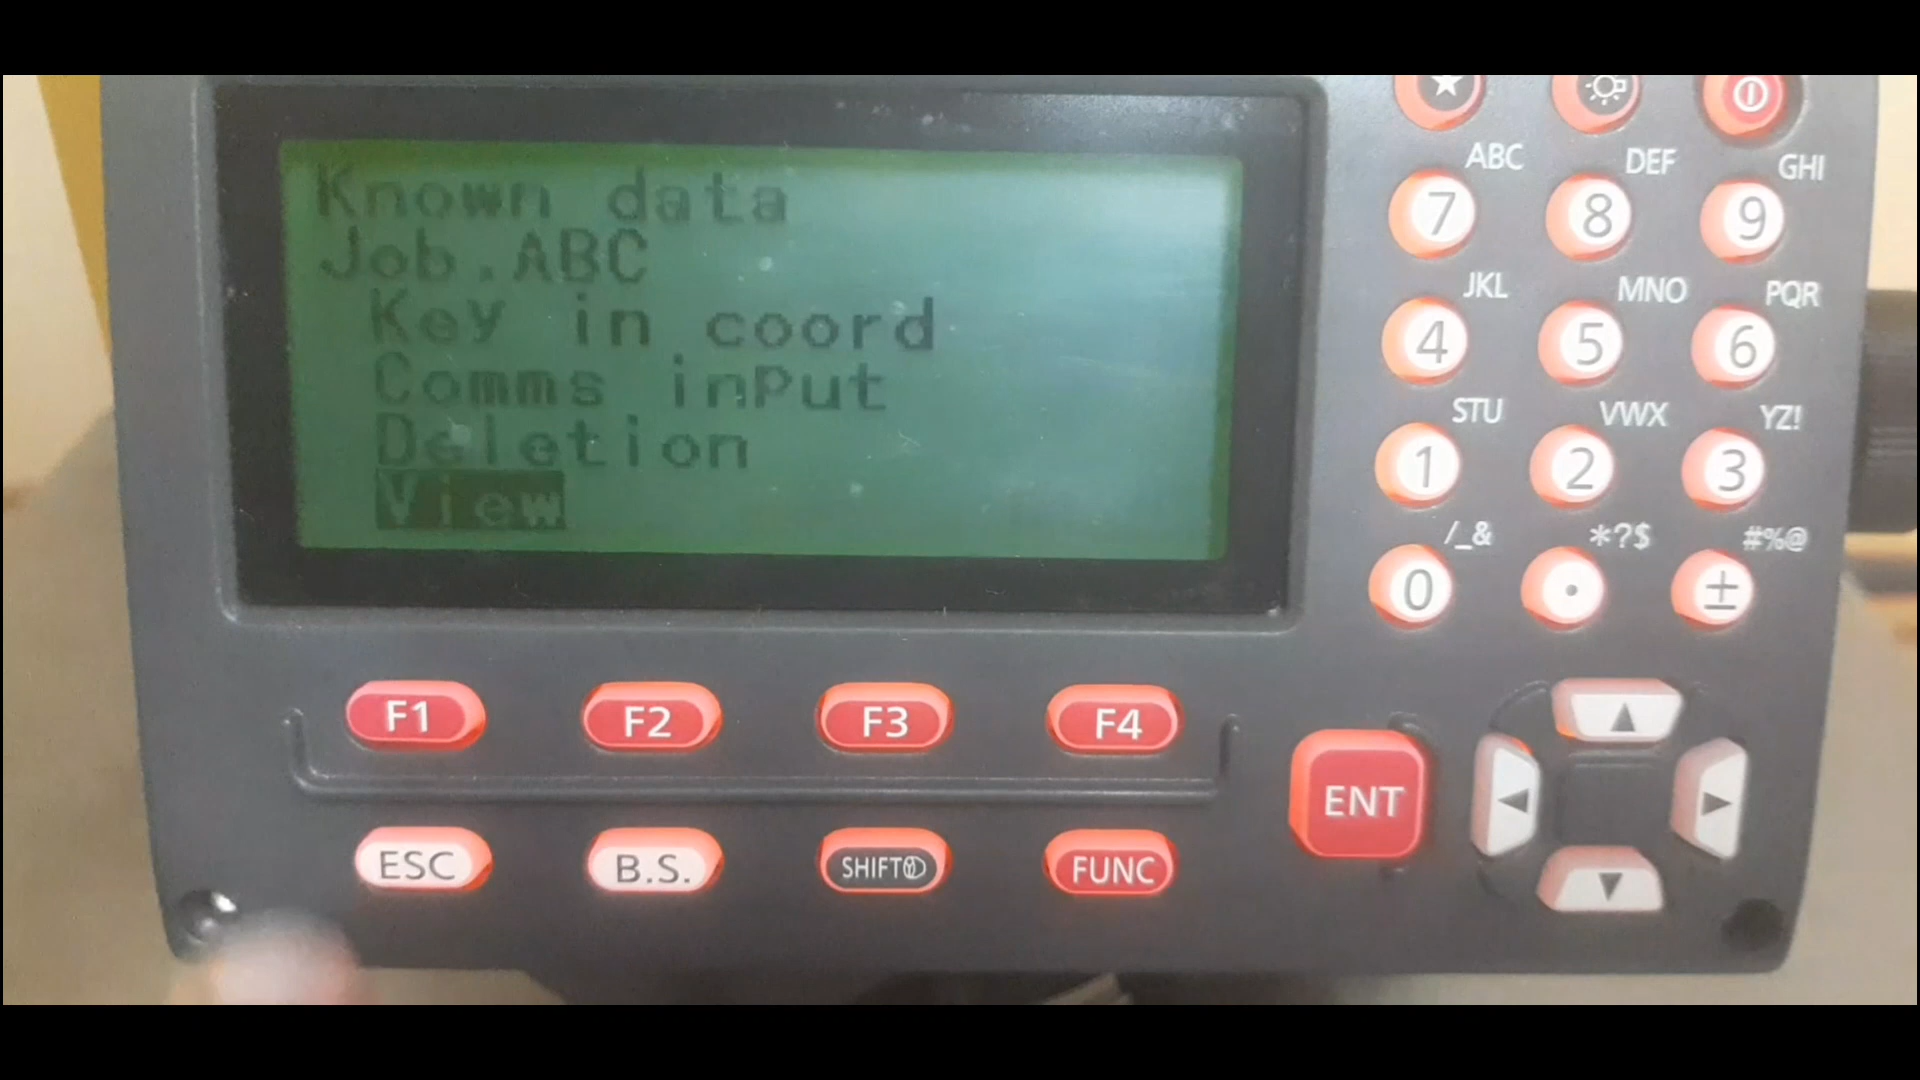 Known data
Job.ABC
Key in coord
Comms input
Deletion
View
ABC DEF GHI
7 8 9
JKL MNO PQR
4 5 6
STU VWX YZ!
1 2 3
/_& *?$ #%@
0 . ±
F1 F2 F3 F4
ENT
ESC B.S. SHIFT FUNC